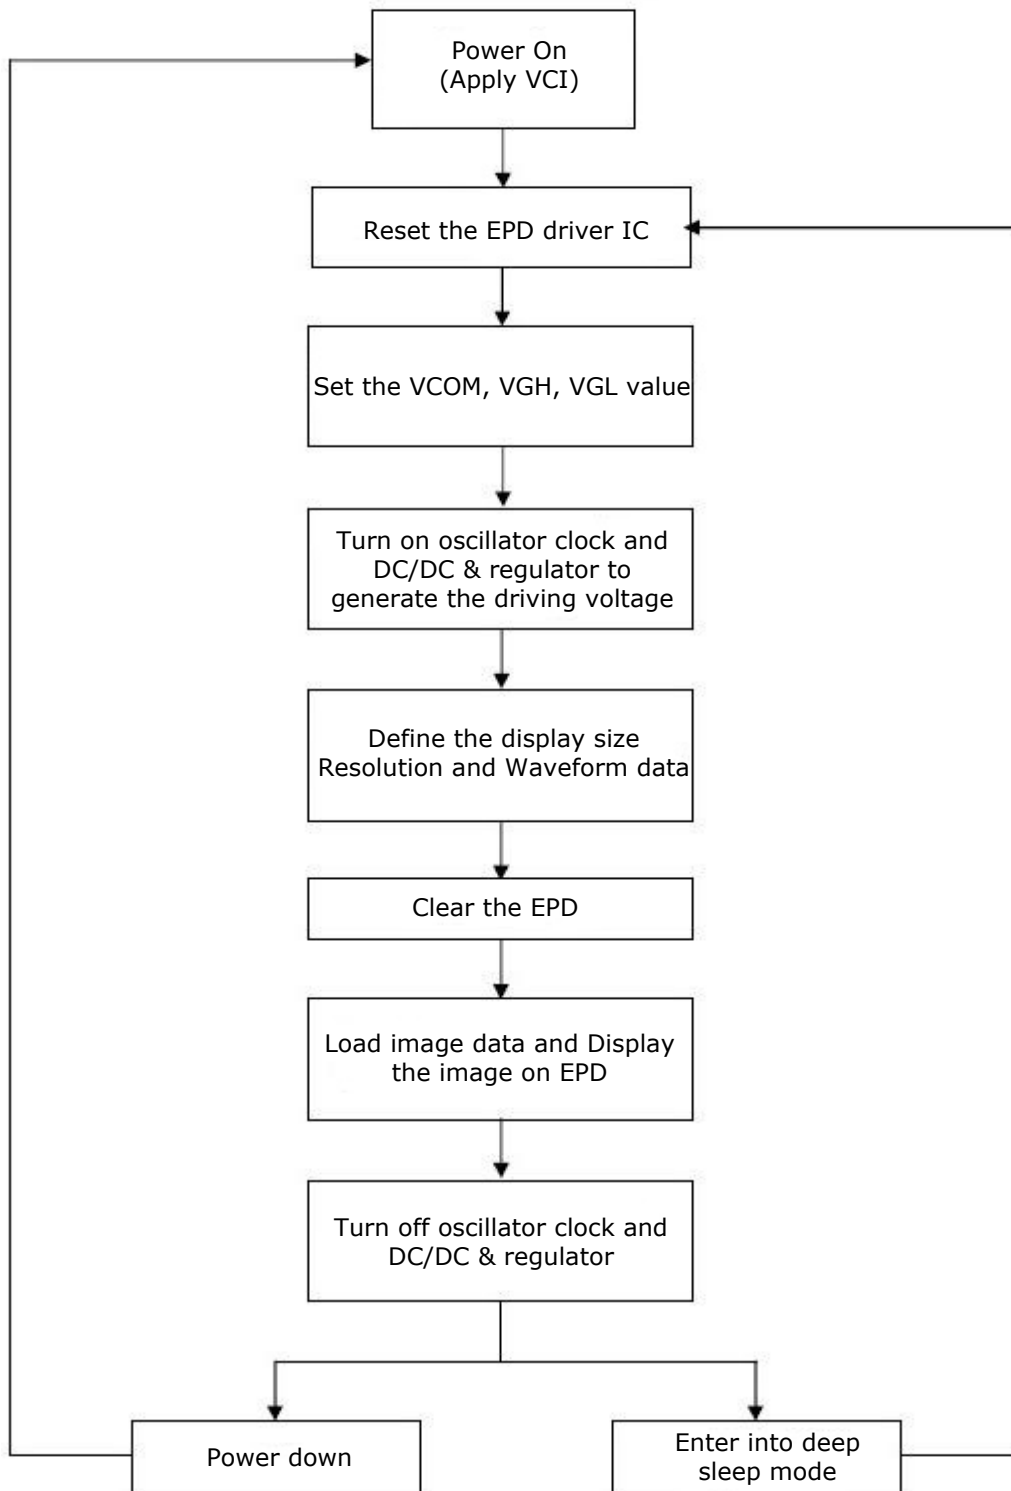 Power On
(Apply VCI)
Reset the EPD driver IC
Set the VCOM, VGH, VGL value
Turn on oscillator clock and
DC/DC & regulator to
generate the driving voltage
Define the display size
Resolution and Waveform data
Clear the EPD
Load image data and Display
the image on EPD
Turn off oscillator clock and
DC/DC & regulator
Power down
Enter into deep
sleep mode